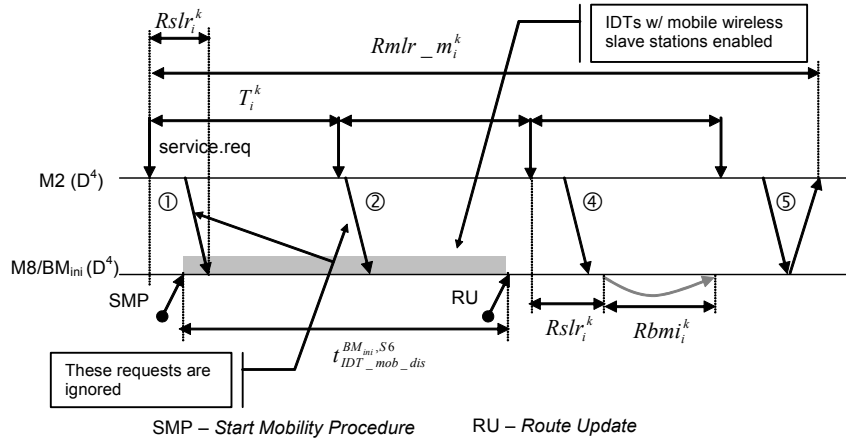 Rslr_i^k
IDTs w/ mobile wireless
slave stations enabled
Rmlr _ m_i^k
T_i^k
service.req
M2 (D^4)
① ② ④ ⑤
M8/BM_ini (D^4)
SMP
RU
Rslr_i^k
Rbmi_i^k
t_{IDT_mob_dis}^{BM_ini,S6}
These requests are
ignored
SMP – Start Mobility Procedure RU – Route Update